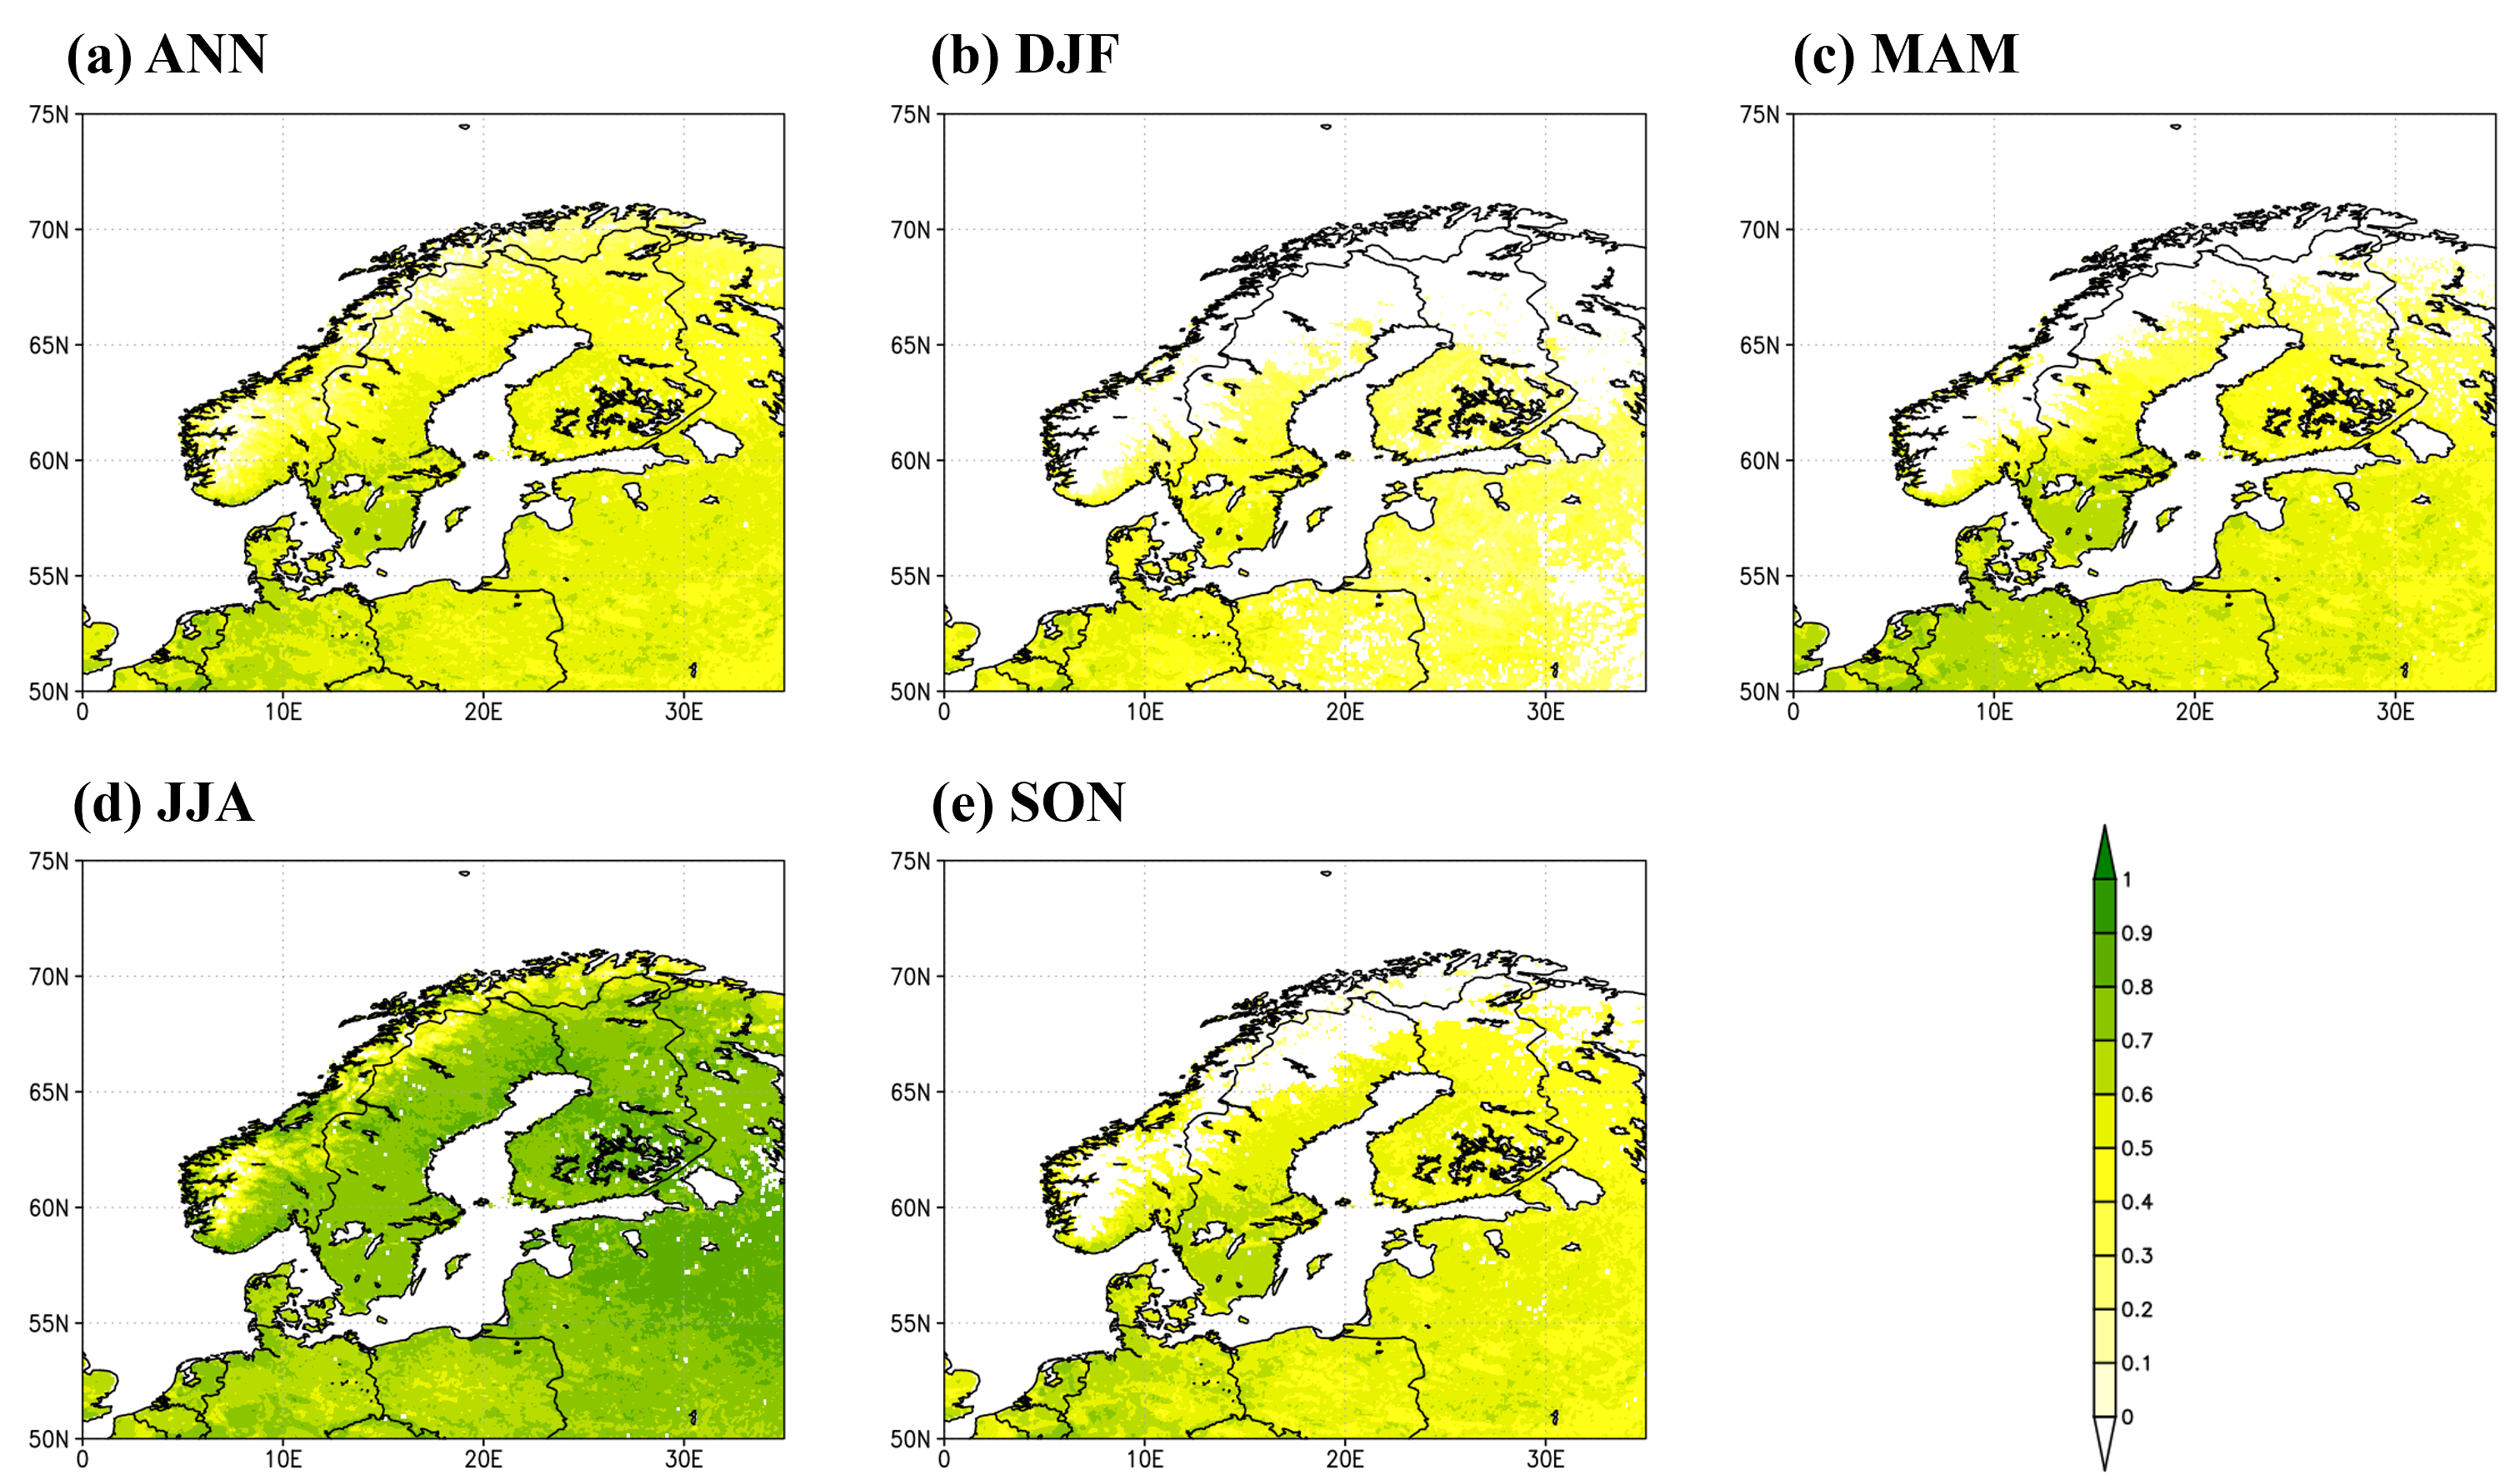 (a) ANN
(b) DJF
(c) MAM
75N
70N
65N
60N
55N
50N
0
10E
20E
30E
75N
70N
65N
60N
55N
50N
0
10E
20E
30E
75N
70N
65N
60N
55N
50N
0
10E
20E
30E
(d) JJA
(e) SON
75N
70N
65N
60N
55N
50N
0
10E
20E
30E
75N
70N
65N
60N
55N
50N
0
10E
20E
30E
1
0.9
0.8
0.7
0.6
0.5
0.4
0.3
0.2
0.1
0